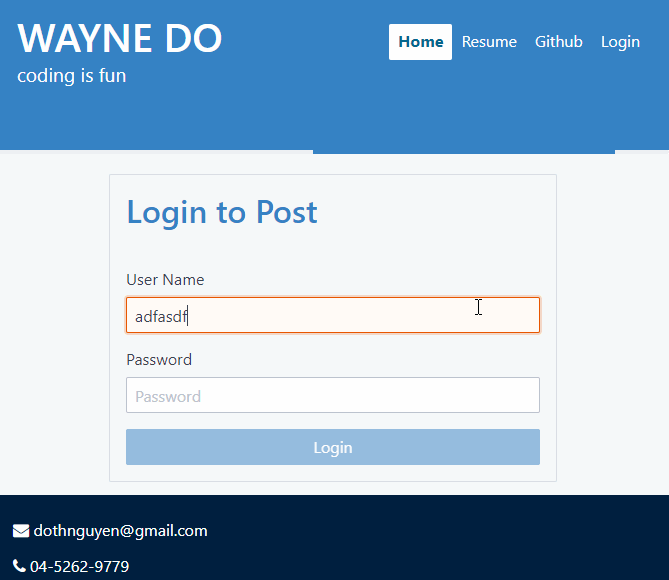 WAYNE DO
coding is fun
Home Resume Github Login
Login to Post
User Name
adfasdf
Password
Password
Login
dothnguyen@gmail.com
04-5262-9779